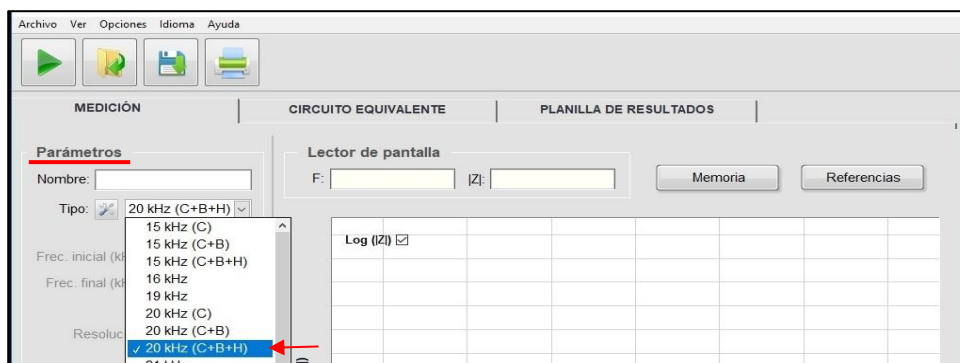 Archivo Ver Opciones Idioma Ayuda
MEDICIÓN CIRCUITO EQUIVALENTE PLANILLA DE RESULTADOS
Parámetros
Lector de pantalla
Nombre:
F:
|Z|:
Memoria
Referencias
Tipo: 20 kHz (C+B+H)
15 kHz (C)
15 kHz (C+B)
15 kHz (C+B+H)
16 kHz
19 kHz
20 kHz (C)
20 kHz (C+B)
✓ 20 kHz (C+B+H)
Frec. inicial (k
Frec. final (k
Resoluc
Log (|Z|) ☑